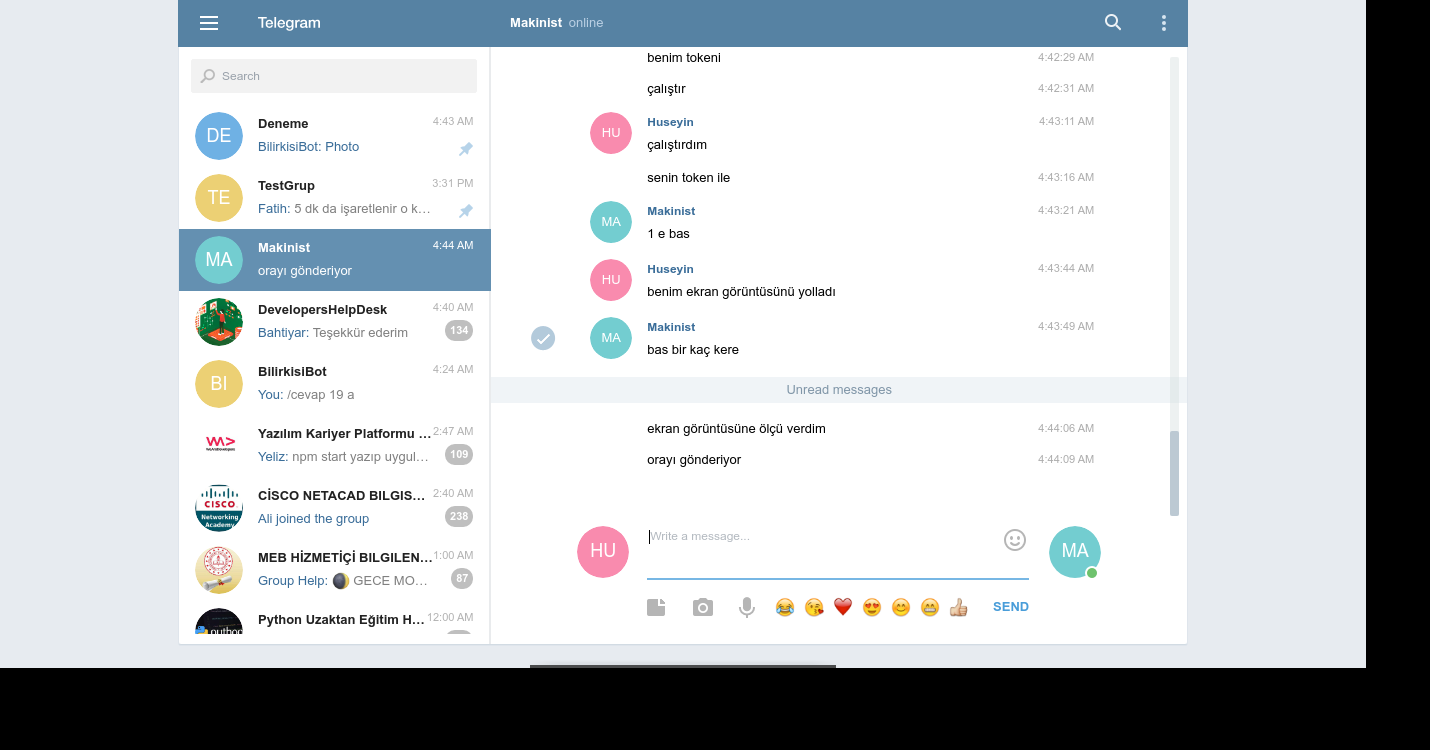 Telegram
Makinist online
Search
DE
Deneme
4:43 AM
BilirkisiBot: Photo
TE
TestGrup
3:31 PM
Fatih: 5 dk da işaretlenir o k...
MA
Makinist
4:44 AM
orayı gönderiyor
DevelopersHelpDesk
4:40 AM
Bahtiyar: Teşekkür ederim
134
BI
BilirkisiBot
4:24 AM
You: /cevap 19 a
Yazılım Kariyer Platformu ...
2:47 AM
Yeliz: npm start yazıp uygul...
109
CISCO
Networking
Academy
CİSCO NETACAD BILGIS...
2:40 AM
Ali joined the group
238
MEB HİZMETİÇİ BILGILEN...
1:00 AM
Group Help: 🌒 GECE MO...
87
Python Uzaktan Eğitim H...
12:00 AM
benim tokeni
4:42:29 AM
çalıştır
4:42:31 AM
HU
Huseyin
4:43:11 AM
çalıştırdım
senin token ile
4:43:16 AM
MA
Makinist
4:43:21 AM
1 e bas
HU
Huseyin
4:43:44 AM
benim ekran görüntüsünü yolladı
MA
Makinist
4:43:49 AM
bas bir kaç kere
Unread messages
ekran görüntüsüne ölçü verdim
4:44:06 AM
orayı gönderiyor
4:44:09 AM
HU
Write a message...
MA
SEND